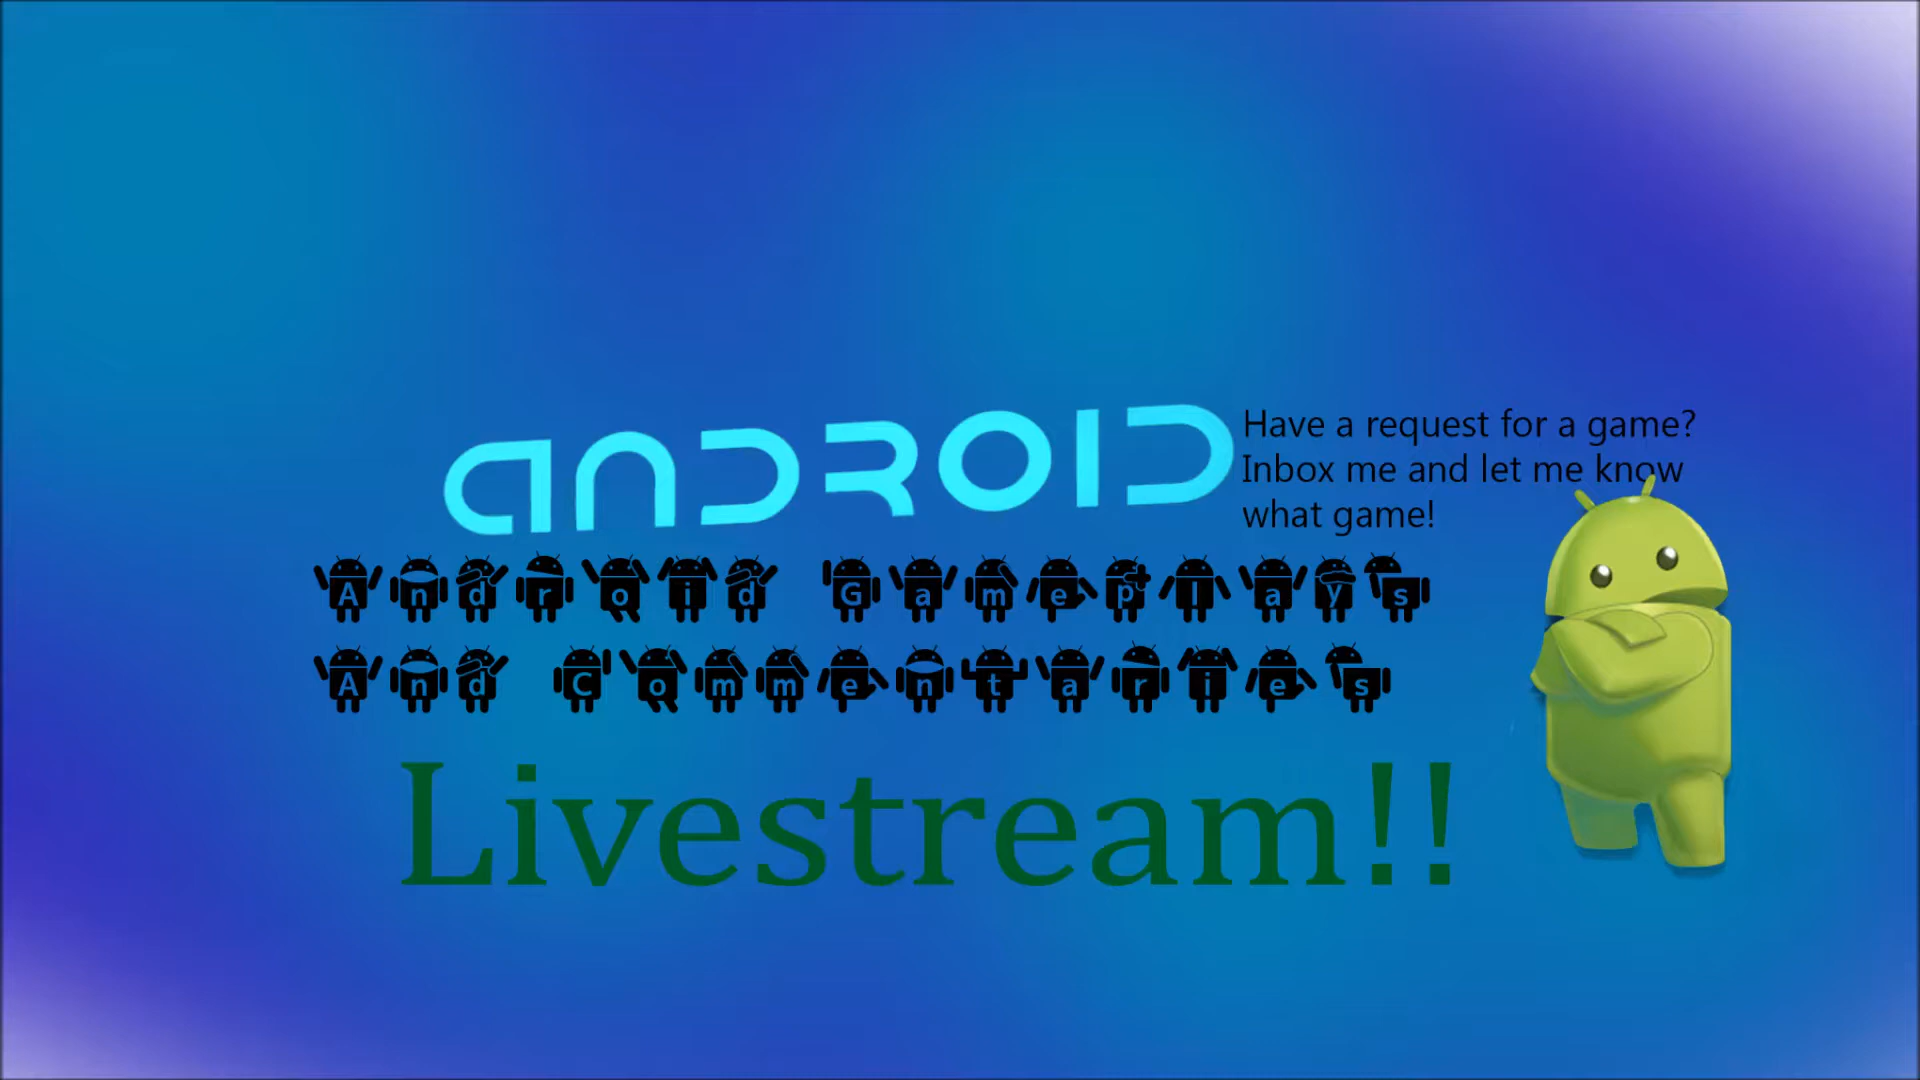 ANDROID
Have a request for a game?
Inbox me and let me know
what game!
Android Gameplays
And Commentaries
Livestream!!